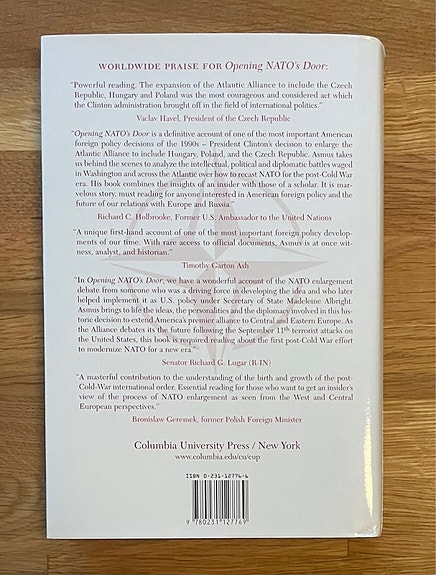 WORLDWIDE PRAISE FOR Opening NATO's Door:
"Powerful reading. The expansion of the Atlantic Alliance to include the Czech
Republic, Hungary and Poland was the most courageous and considered act which
the Clinton administration brought off in the field of international politics."
Vaclav Havel, President of the Czech Republic
"Opening NATO's Door is a definitive account of one of the most important American
foreign policy decisions of the 1990s – President Clinton's decision to enlarge the
Atlantic Alliance to include Hungary, Poland, and the Czech Republic. Asmus takes
us behind the scenes to analyze the intellectual, political and diplomatic battles waged
in Washington and across the Atlantic over how to recast NATO for the post-Cold War
era. His book combines the insights of an insider with those of a scholar. It is mar-
velous story, must reading for anyone interested in American foreign policy and the
future of our relations with Europe and Russia."
Richard C. Holbrooke, Former U.S. Ambassador to the United Nations
"A unique first-hand account of one of the most important foreign policy develop-
ments of our time. With rare access to official documents, Asmus is at once wit-
ness, analyst, and historian."
Timothy Garton Ash
"In Opening NATO's Door, we have a wonderful account of the NATO enlargement
debate from someone who was a driving force in developing the idea and who later
helped implement it as U.S. policy under Secretary of State Madeleine Albright.
Asmus brings to life the ideas, the personalities and the diplomacy involved in this his-
toric decision to extend America's premier alliance to Central and Eastern Europe. As
the Alliance debates its future following the September 11th terrorist attacks on
the United States, this book is required reading about the first post-Cold War effort
to modernize NATO for a new era."
Senator Richard G. Lugar (R-IN)
"A masterful contribution to the understanding of the birth and growth of the post-
Cold-War international order. Essential reading for those who want to get an insider's
view of the process of NATO enlargement as seen from the West and Central
European perspectives."
Bronislaw Geremek, former Polish Foreign Minister
Columbia University Press / New York
www.columbia.edu/cu/cup
ISBN 0-231-12776-6
9 780231 127769